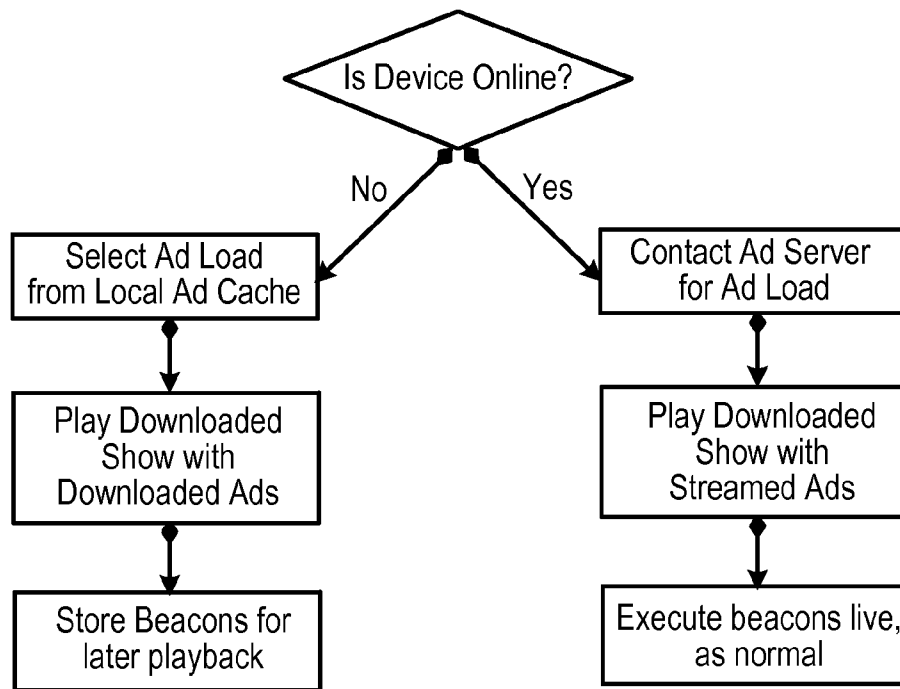 Is Device Online?
No
Yes
Select Ad Load
from Local Ad Cache
Contact Ad Server
for Ad Load
Play Downloaded
Show with
Downloaded Ads
Play Downloaded
Show with
Streamed Ads
Store Beacons for
later playback
Execute beacons live,
as normal